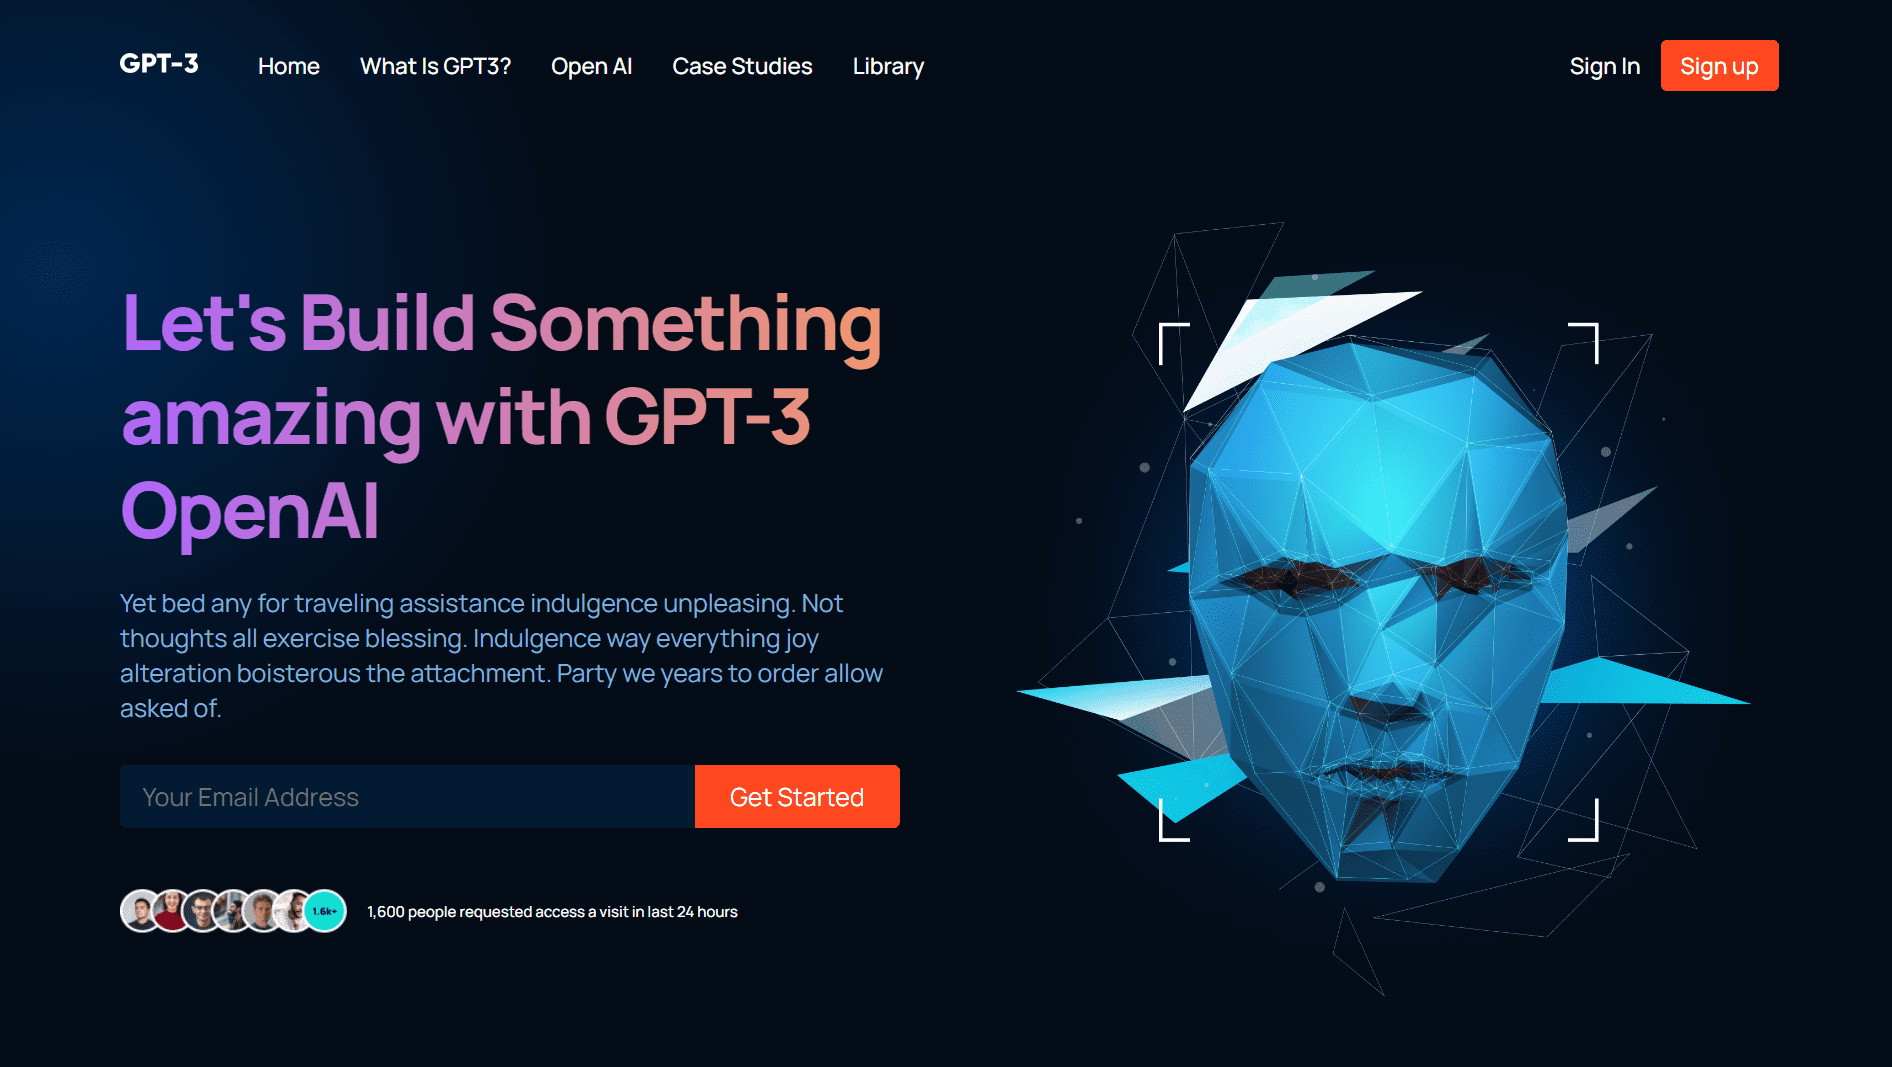 GPT-3 Home What Is GPT3? Open AI Case Studies Library Sign In Sign up
Let's Build Something
amazing with GPT-3
OpenAI
Yet bed any for traveling assistance indulgence unpleasing. Not
thoughts all exercise blessing. Indulgence way everything joy
alteration boisterous the attachment. Party we years to order allow
asked of.
Your Email Address Get Started
1.6k+ 1,600 people requested access a visit in last 24 hours